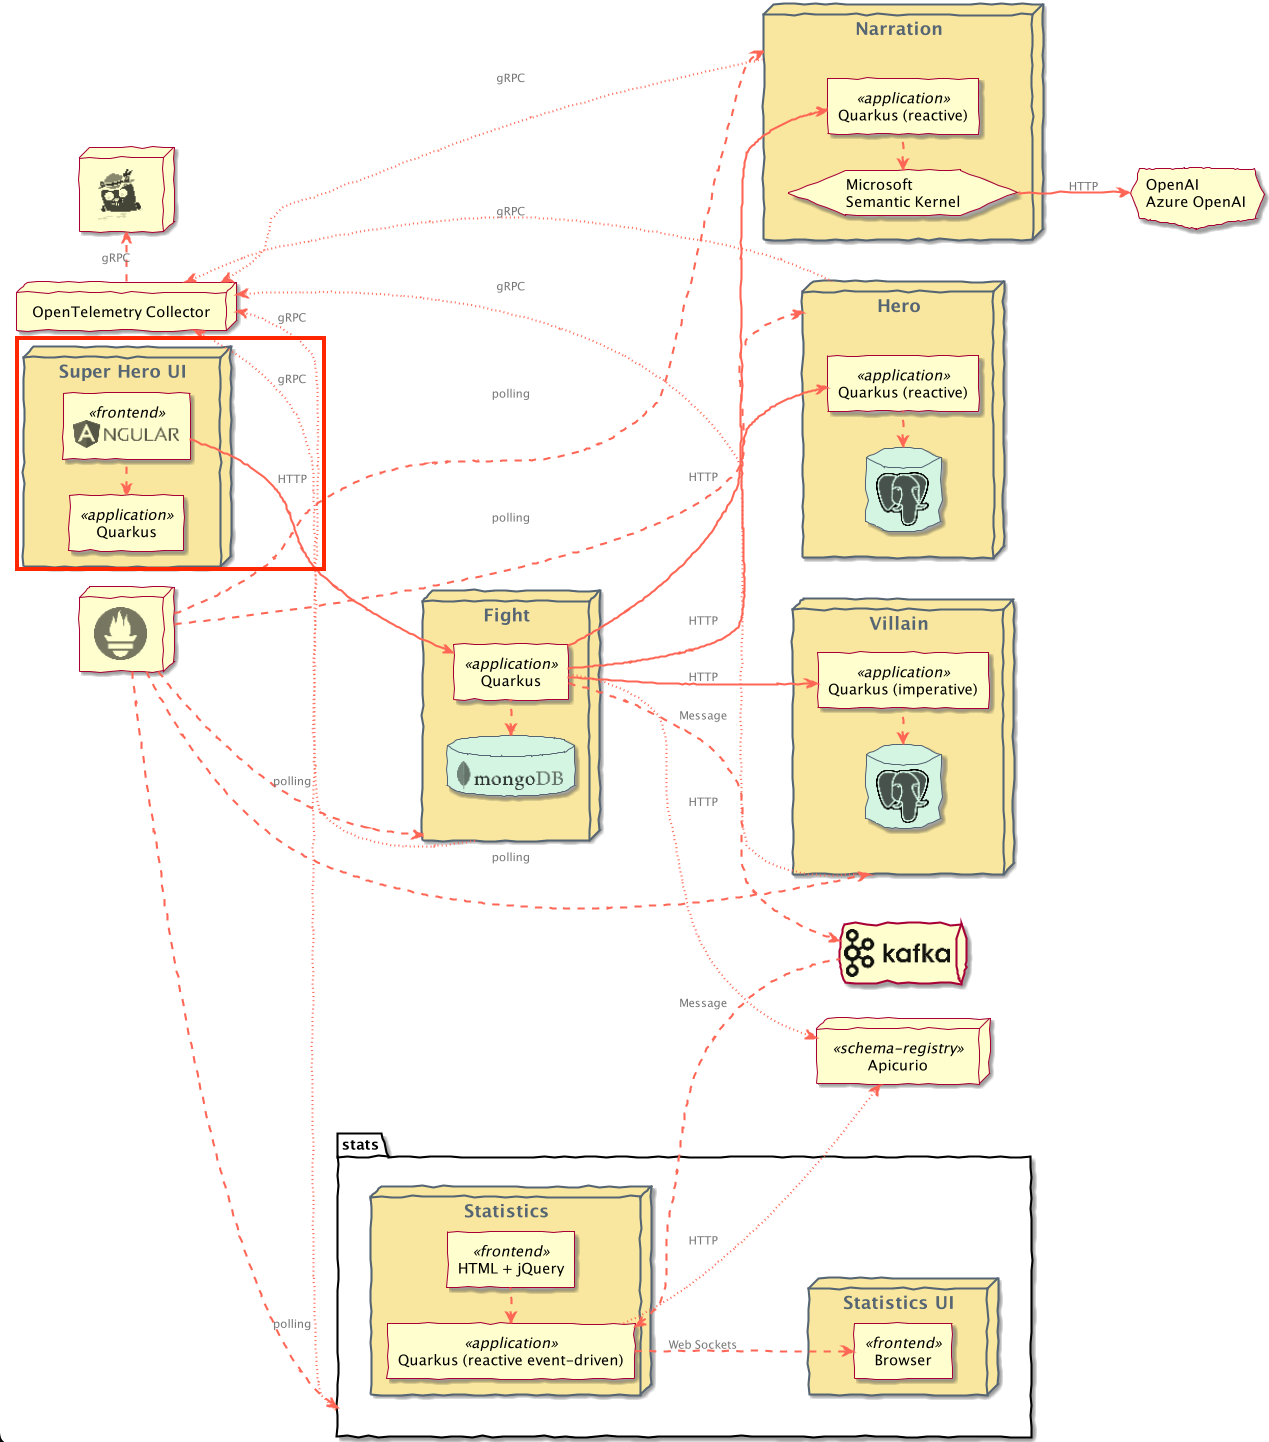 Narration
«application»
Quarkus (reactive)
Microsoft
Semantic Kernel
HTTP
OpenAI
Azure OpenAI
gRPC
gRPC
gRPC
gRPC
OpenTelemetry Collector
gRPC
gRPC
Super Hero UI
«frontend»
ANGULAR
«application»
Quarkus
HTTP
polling
polling
HTTP
Hero
«application»
Quarkus (reactive)
Fight
«application»
Quarkus
mongoDB
HTTP
HTTP
Message
HTTP
polling
polling
Villain
«application»
Quarkus (imperative)
kafka
Message
«schema-registry»
Apicurio
stats
Statistics
«frontend»
HTML + jQuery
«application»
Quarkus (reactive event-driven)
HTTP
polling
Web Sockets
Statistics UI
«frontend»
Browser